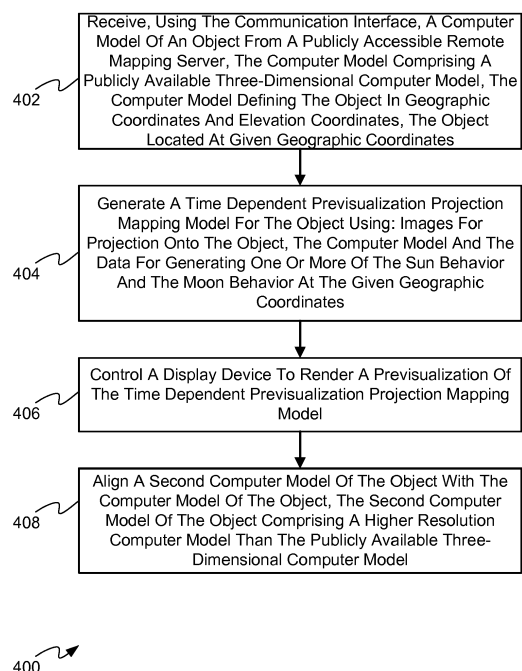 Receive, Using The Communication Interface, A Computer
Model Of An Object From A Publicly Accessible Remote
Mapping Server, The Computer Model Comprising A
Publicly Available Three-Dimensional Computer Model, The
Computer Model Defining The Object In Geographic
Coordinates And Elevation Coordinates, The Object
Located At Given Geographic Coordinates
402
Generate A Time Dependent Previsualization Projection
Mapping Model For The Object Using: Images For
Projection Onto The Object, The Computer Model And The
Data For Generating One Or More Of The Sun Behavior
And The Moon Behavior At The Given Geographic
Coordinates
404
Control A Display Device To Render A Previsualization Of
The Time Dependent Previsualization Projection Mapping
Model
406
Align A Second Computer Model Of The Object With The
Computer Model Of The Object, The Second Computer
Model Of The Object Comprising A Higher Resolution
Computer Model Than The Publicly Available Three-
Dimensional Computer Model
408
400